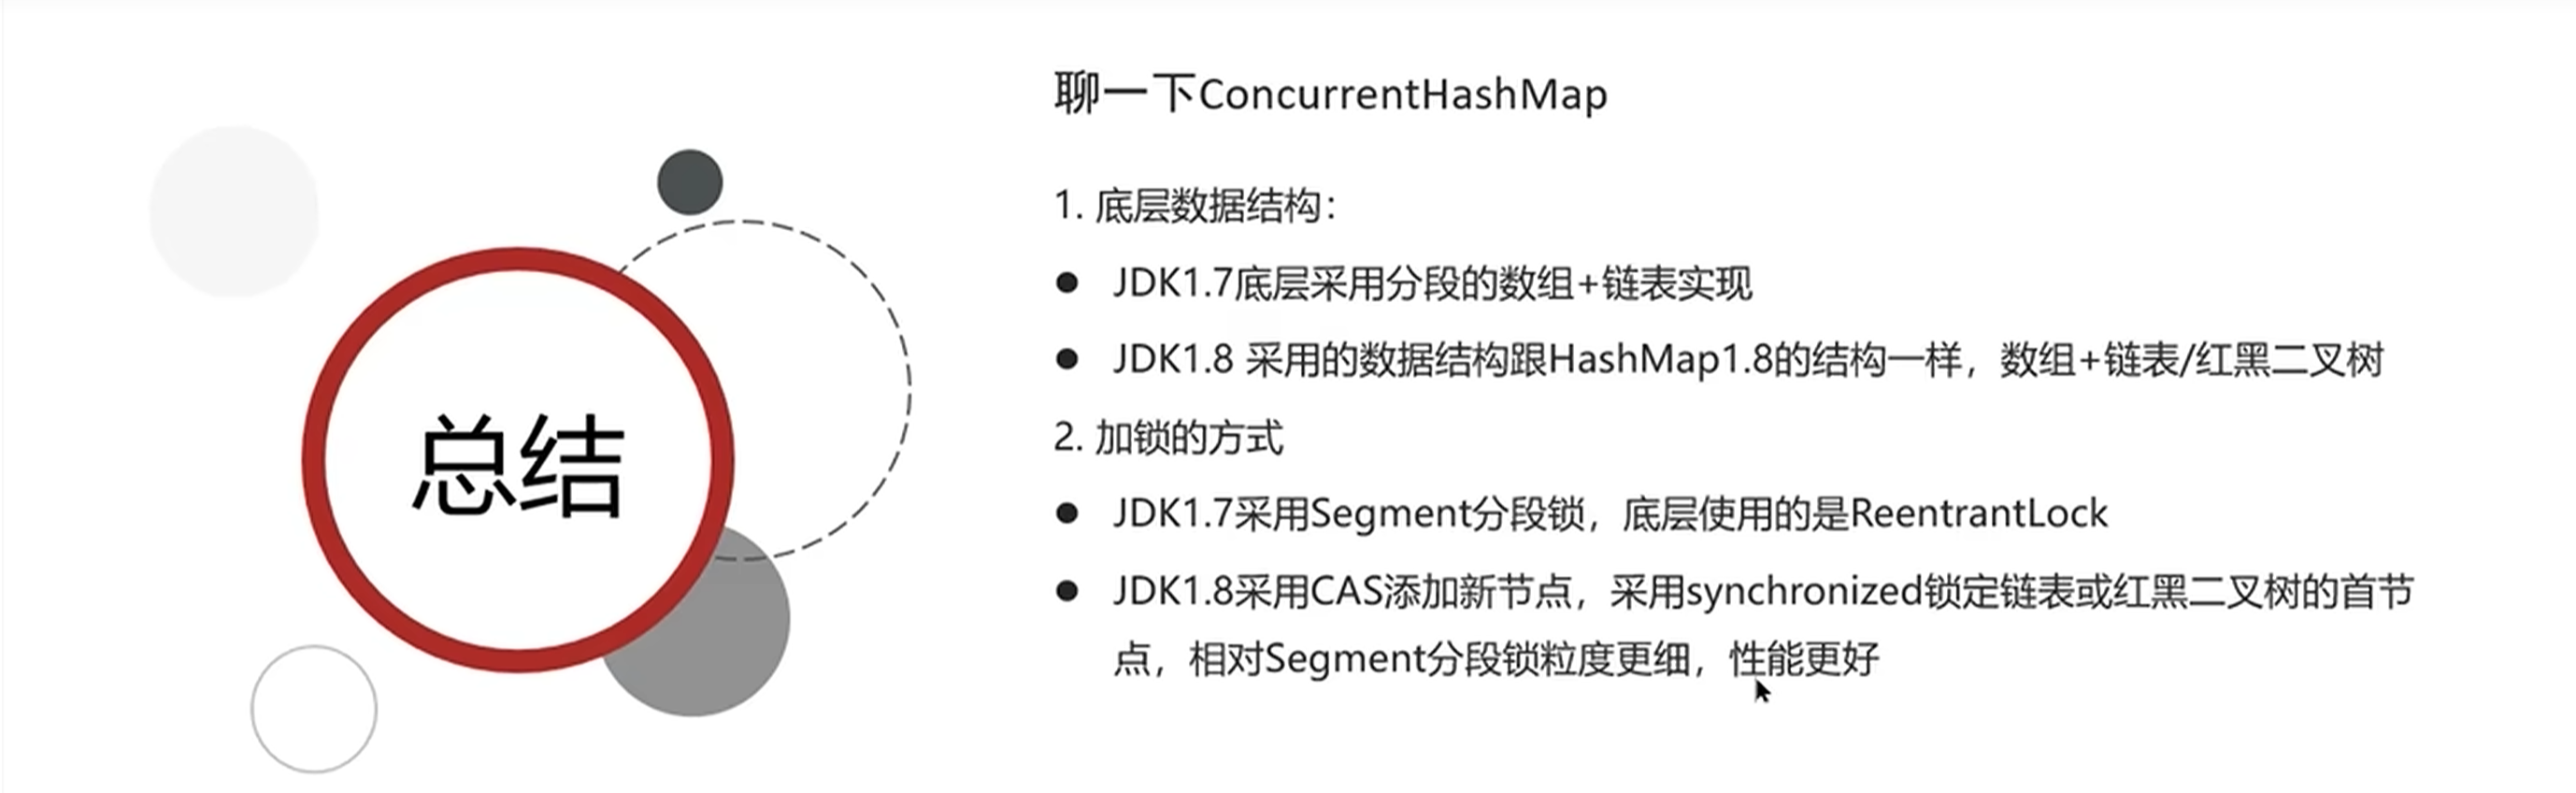 总结
聊一下ConcurrentHashMap
1. 底层数据结构：
● JDK1.7底层采用分段的数组+链表实现
● JDK1.8 采用的数据结构跟HashMap1.8的结构一样，数组+链表/红黑二叉树
2. 加锁的方式
● JDK1.7采用Segment分段锁，底层使用的是ReentrantLock
● JDK1.8采用CAS添加新节点，采用synchronized锁定链表或红黑二叉树的首节
点，相对Segment分段锁粒度更细，性能更好